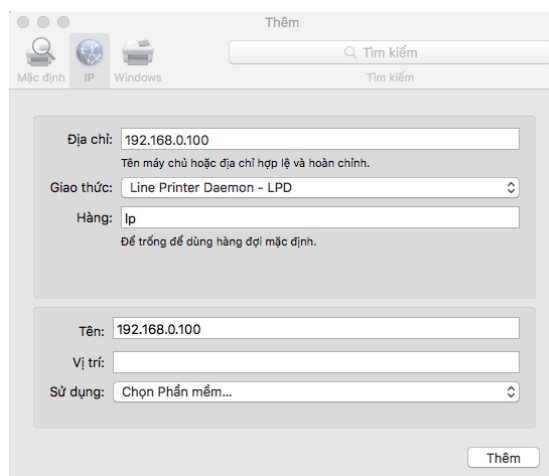 Thêm
Mặc định IP Windows
Tìm kiếm
Tìm kiếm
Địa chỉ: 192.168.0.100
Tên máy chủ hoặc địa chỉ hợp lệ và hoàn chỉnh.
Giao thức: Line Printer Daemon - LPD
Hàng: lp
Để trống để dùng hàng đợi mặc định.
Tên: 192.168.0.100
Vị trí:
Sử dụng: Chọn Phần mềm...
Thêm